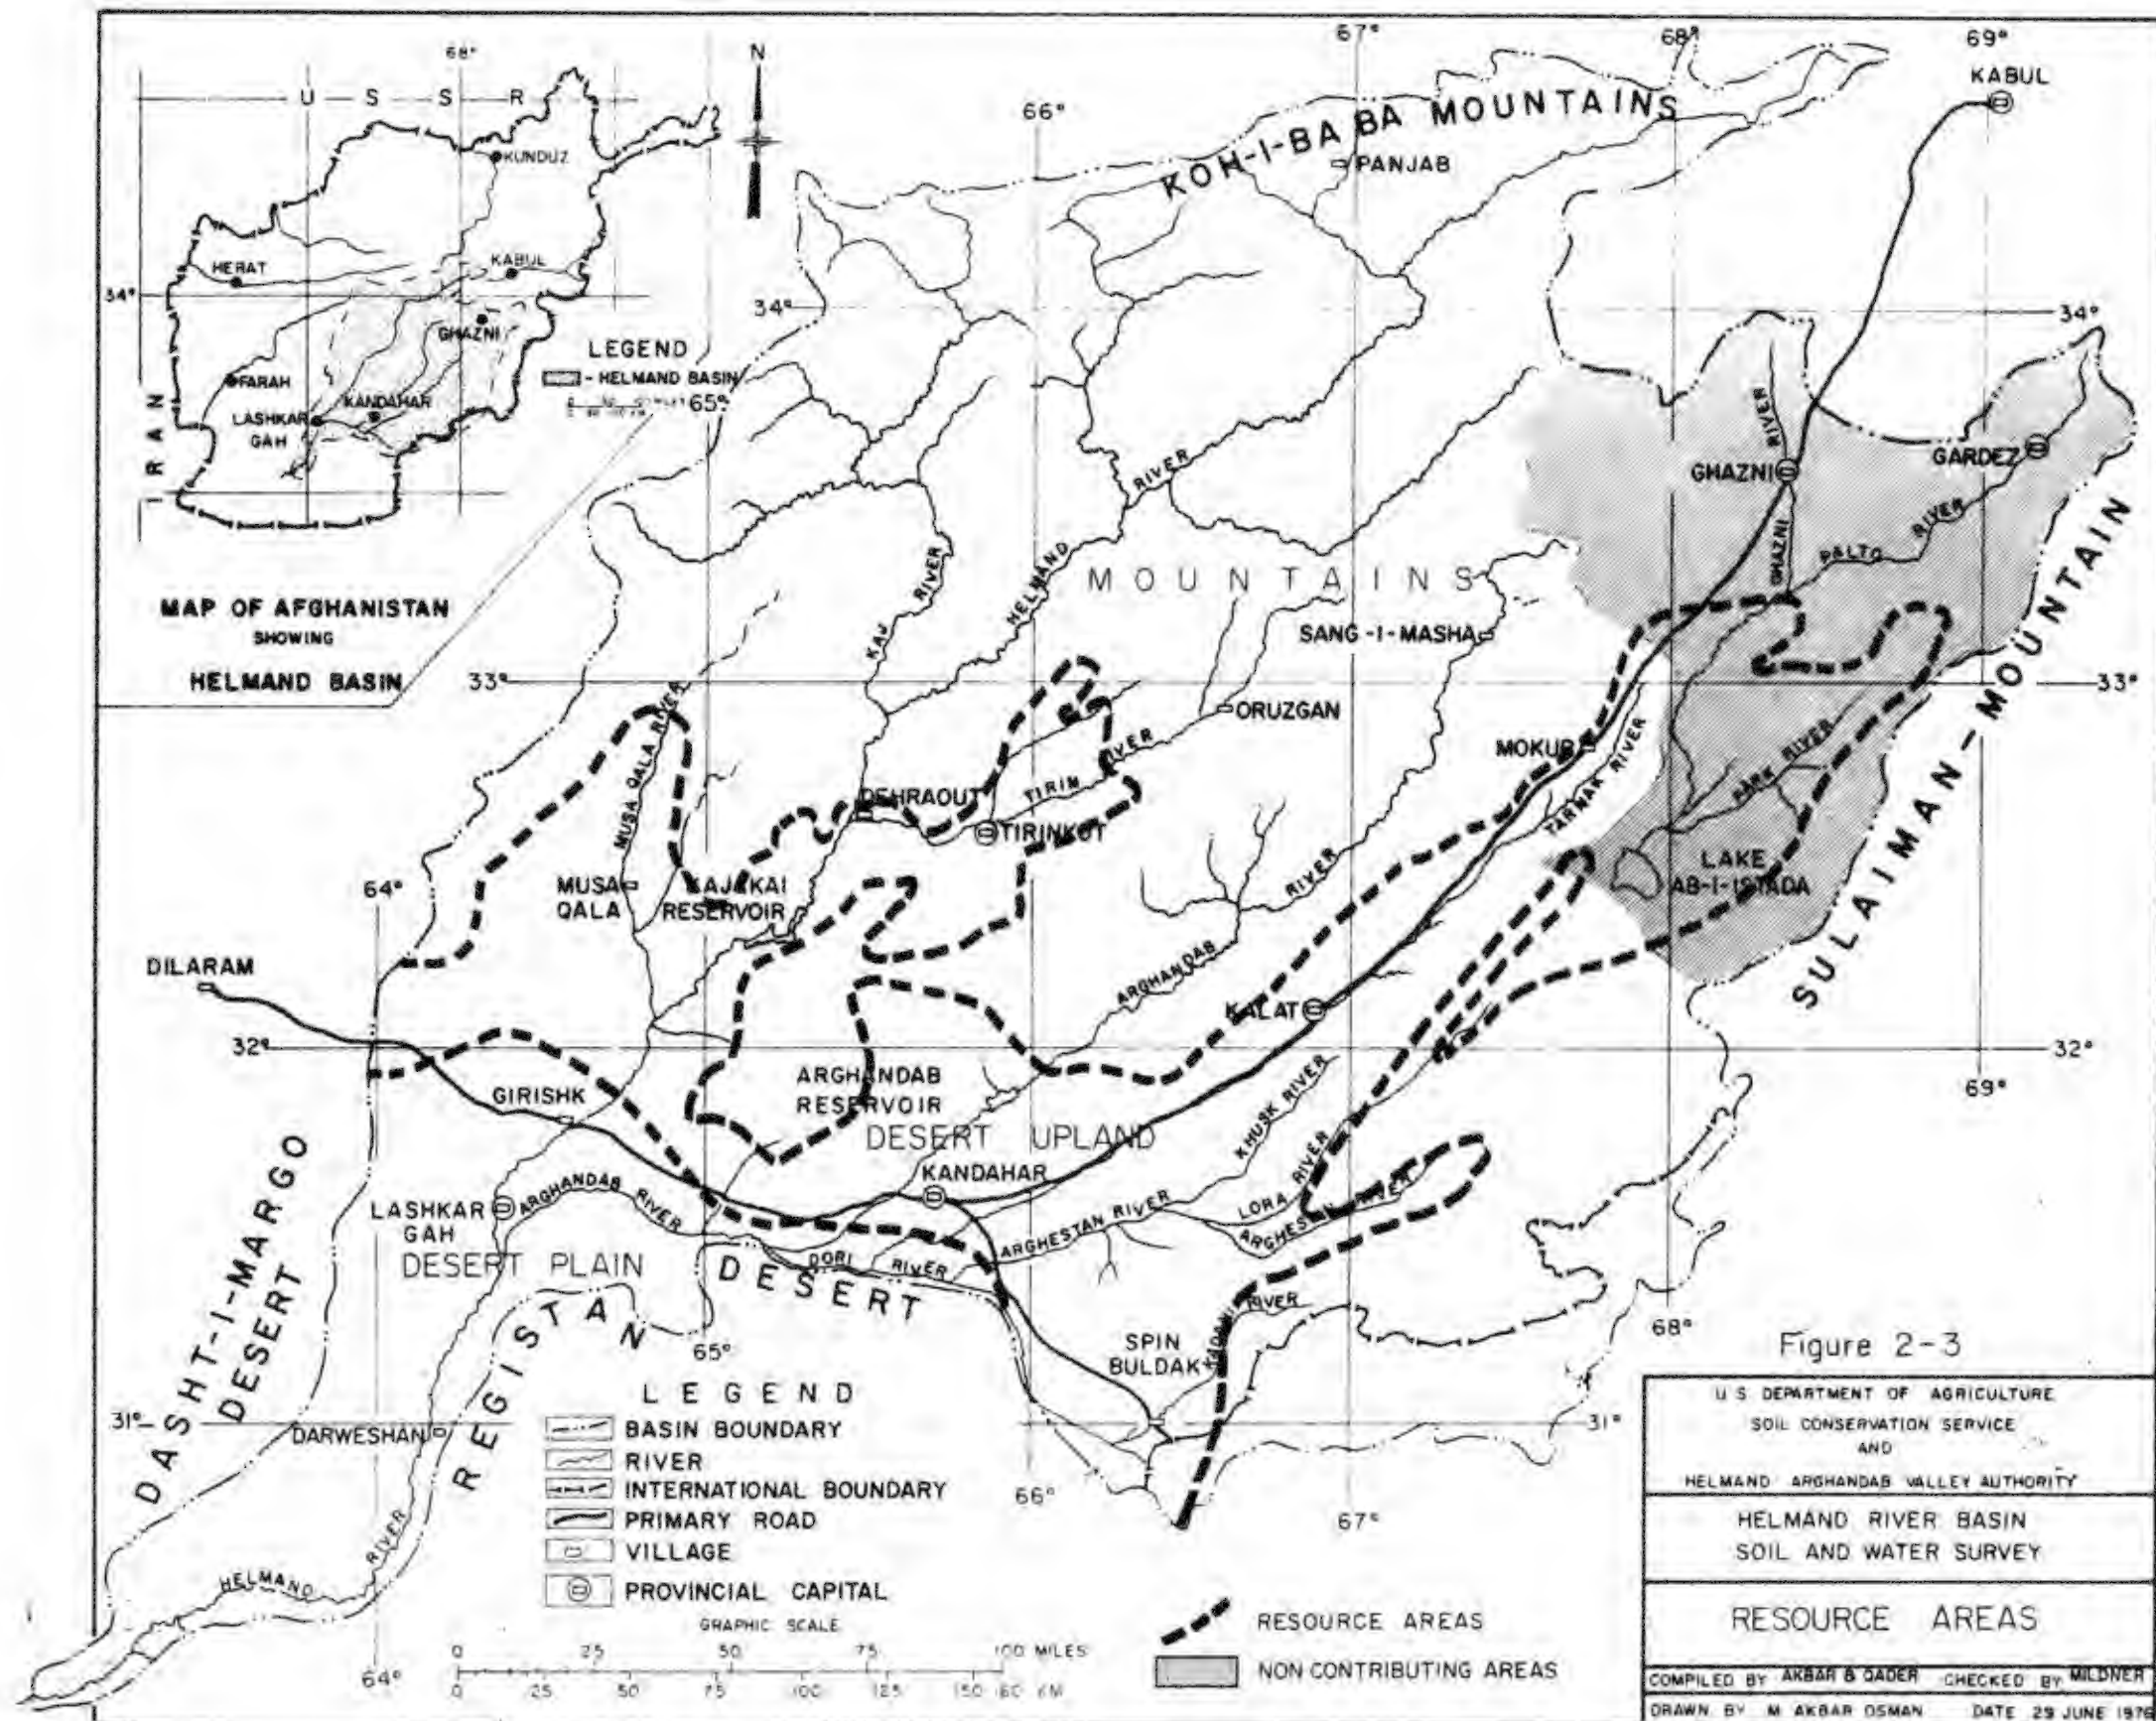 68°
U S S R
KUNDUZ
HERAT
KABUL
34°
GHAZNI
FARAH
KANDAHAR
LASHKAR
GAH
IRAN
LEGEND
- HELMAND BASIN
MAP OF AFGHANISTAN
SHOWING
HELMAND BASIN
N
65°
66°
67°
68°
69°
KABUL
KOH-I-BABA MOUNTAINS
PANJAB
34°
34°
RIVER
GHAZNI
GARDEZ
GHAZNI
PALTO RIVER
HELMAND RIVER
KAJ RIVER
MOUNTAINS
SANG-I-MASHA
33°
33°
ORUZGAN
MUSA QALA RIVER
MOKUR
TARNAK RIVER
PARK RIVER
DEHRAOUT
TIRIN RIVER
TIRINKOT
LAKE
AB-I-ISTADA
SULAIMAN-MOUNTAIN
64°
MUSA
QALA
KAJAKAI
RESERVOIR
ARGHANDAB RIVER
DILARAM
KALAT
32°
32°
69°
GIRISHK
ARGHANDAB
RESERVOIR
DESERT UPLAND
KHUSK RIVER
LORA RIVER
KANDAHAR
LASHKAR
GAH
ARGHANDAB RIVER
ARGHESTAN RIVER
ARGHESTAN RIVER
DESERT PLAIN
DORI RIVER
REGISTAN DESERT
DASHT-I-MARGO
DESERT
RIVER
SPIN
BULDAK
65°
68°
31°
31°
DARWESHAN
66°
67°
HELMAND RIVER
64°
LEGEND
BASIN BOUNDARY
RIVER
INTERNATIONAL BOUNDARY
PRIMARY ROAD
VILLAGE
PROVINCIAL CAPITAL
GRAPHIC SCALE
0 25 50 75 100 MILES
0 25 50 75 100 125 150 160 KM
RESOURCE AREAS
NON CONTRIBUTING AREAS
Figure 2-3
U S DEPARTMENT OF AGRICULTURE
SOIL CONSERVATION SERVICE
AND
HELMAND ARGHANDAB VALLEY AUTHORITY
HELMAND RIVER BASIN
SOIL AND WATER SURVEY
RESOURCE AREAS
COMPILED BY AKBAR & QADER CHECKED BY MILDNER
DRAWN BY M AKBAR OSMAN DATE 29 JUNE 1976